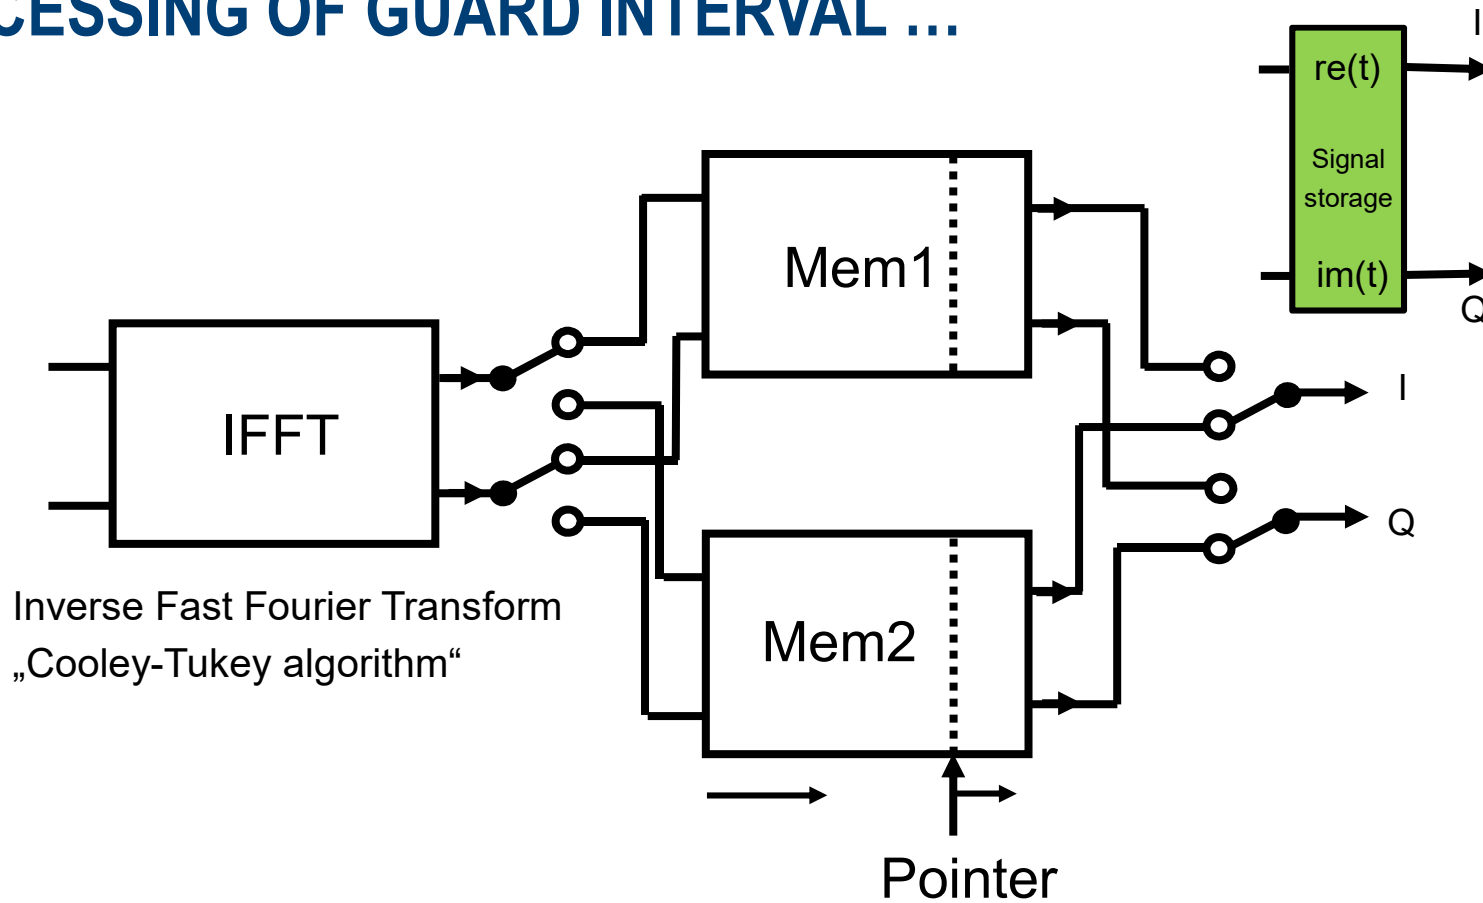 CESSING OF GUARD INTERVAL ...
I
re(t)
Signal
storage
im(t)
Q
Mem1
IFFT
I
Q
Inverse Fast Fourier Transform
„Cooley-Tukey algorithm“
Mem2
Pointer